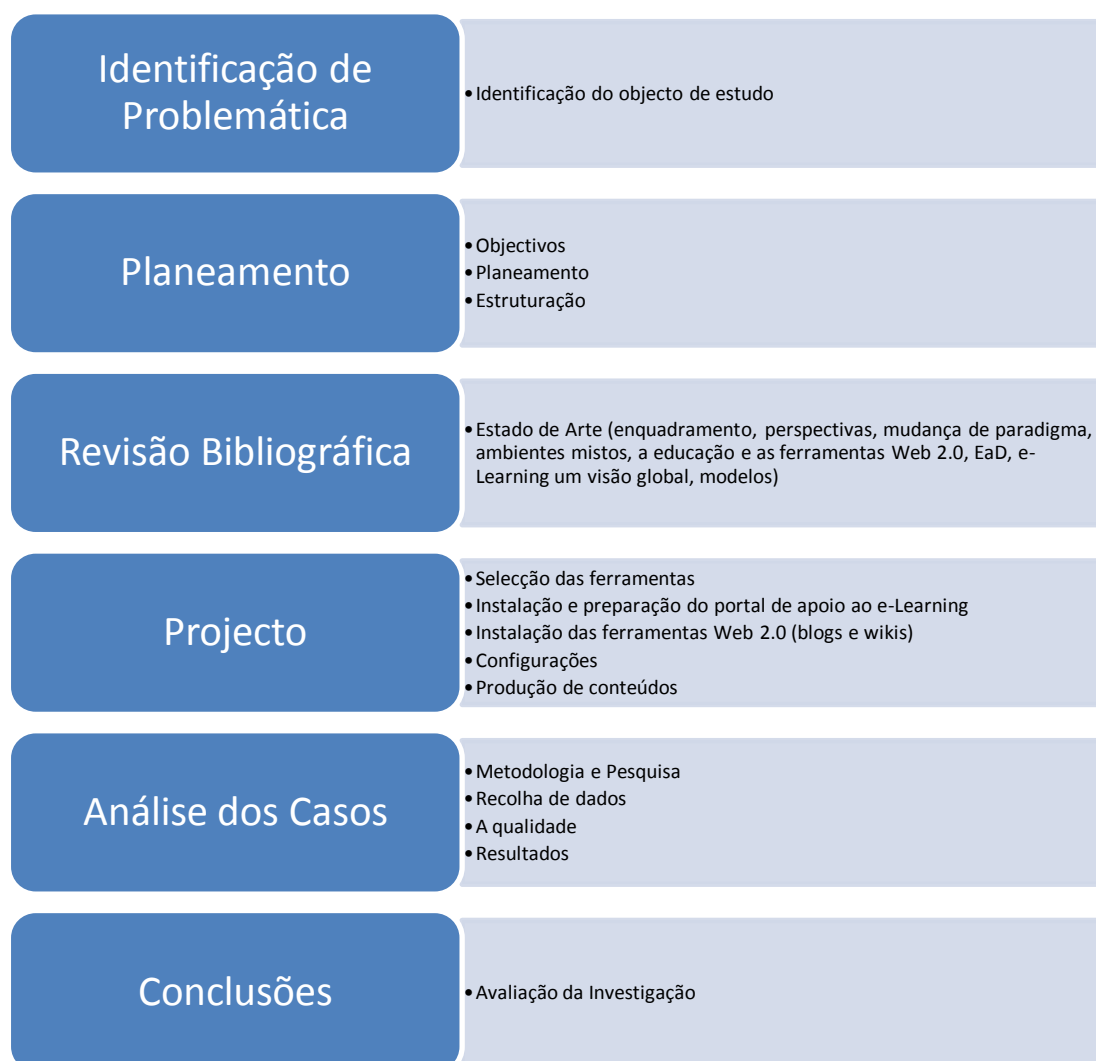 Identificação de
Problemática
•Identificação do objecto de estudo
Planeamento
•Objectivos
•Planeamento
•Estruturação
Revisão Bibliográfica
•Estado de Arte (enquadramento, perspectivas, mudança de paradigma,
ambientes mistos, a educação e as ferramentas Web 2.0, EaD, e-
Learning um visão global, modelos)
Projecto
•Selecção das ferramentas
•Instalação e preparação do portal de apoio ao e-Learning
•Instalação das ferramentas Web 2.0 (blogs e wikis)
•Configurações
•Produção de conteúdos
Análise dos Casos
•Metodologia e Pesquisa
•Recolha de dados
•A qualidade
•Resultados
Conclusões
•Avaliação da Investigação